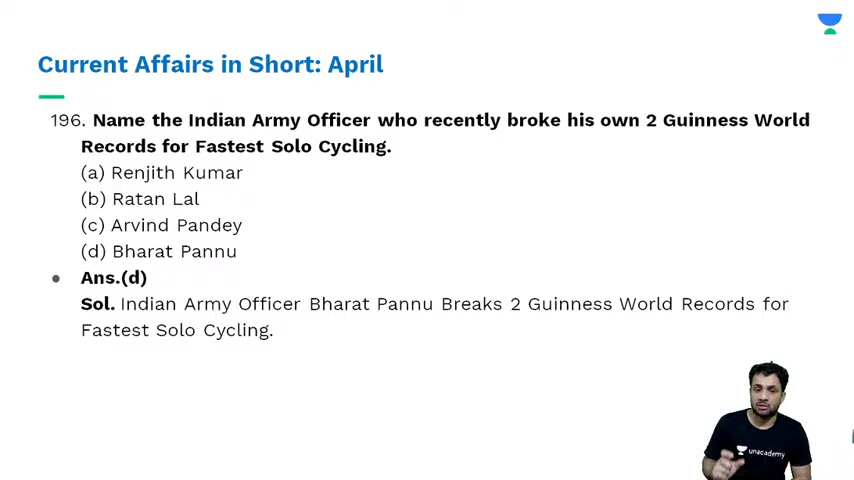 Current Affairs in Short: April
196. Name the Indian Army Officer who recently broke his own 2 Guinness World
Records for Fastest Solo Cycling.
(a) Renjith Kumar
(b) Ratan Lal
(c) Arvind Pandey
(d) Bharat Pannu
● Ans.(d)
Sol. Indian Army Officer Bharat Pannu Breaks 2 Guinness World Records for
Fastest Solo Cycling.
unacademy